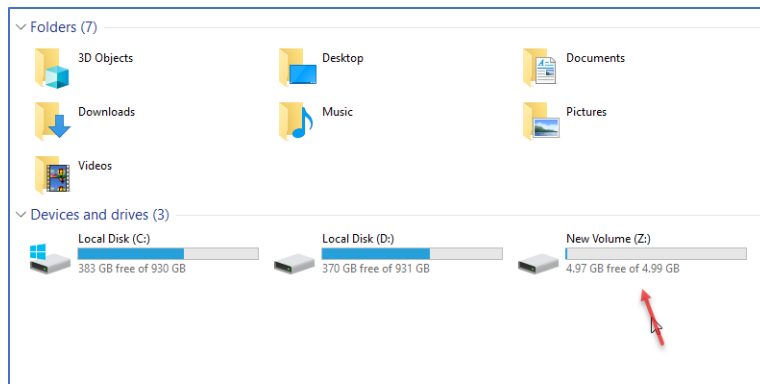 Folders (7)
3D Objects
Desktop
Documents
Downloads
Music
Pictures
Videos
Devices and drives (3)
Local Disk (C:)
383 GB free of 930 GB
Local Disk (D:)
370 GB free of 931 GB
New Volume (Z:)
4.97 GB free of 4.99 GB